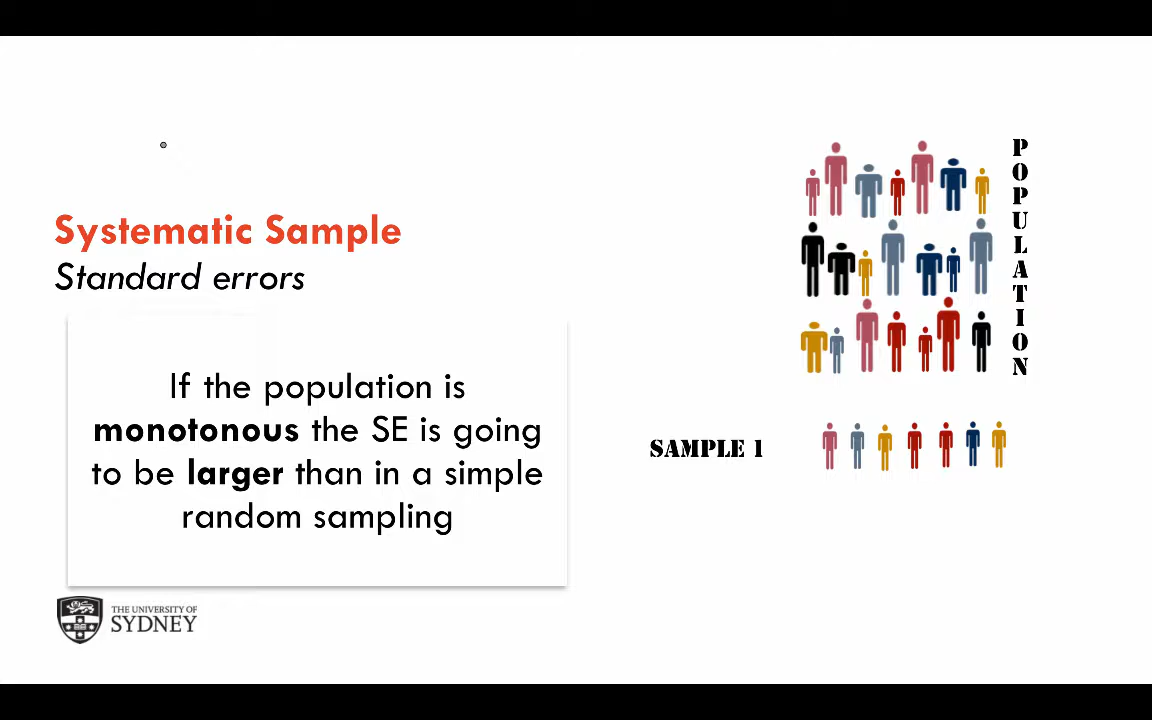 Systematic Sample
Standard errors
If the population is
monotonous the SE is going
to be larger than in a simple
random sampling
THE UNIVERSITY OF
SYDNEY
POPULATION
SAMPLE 1